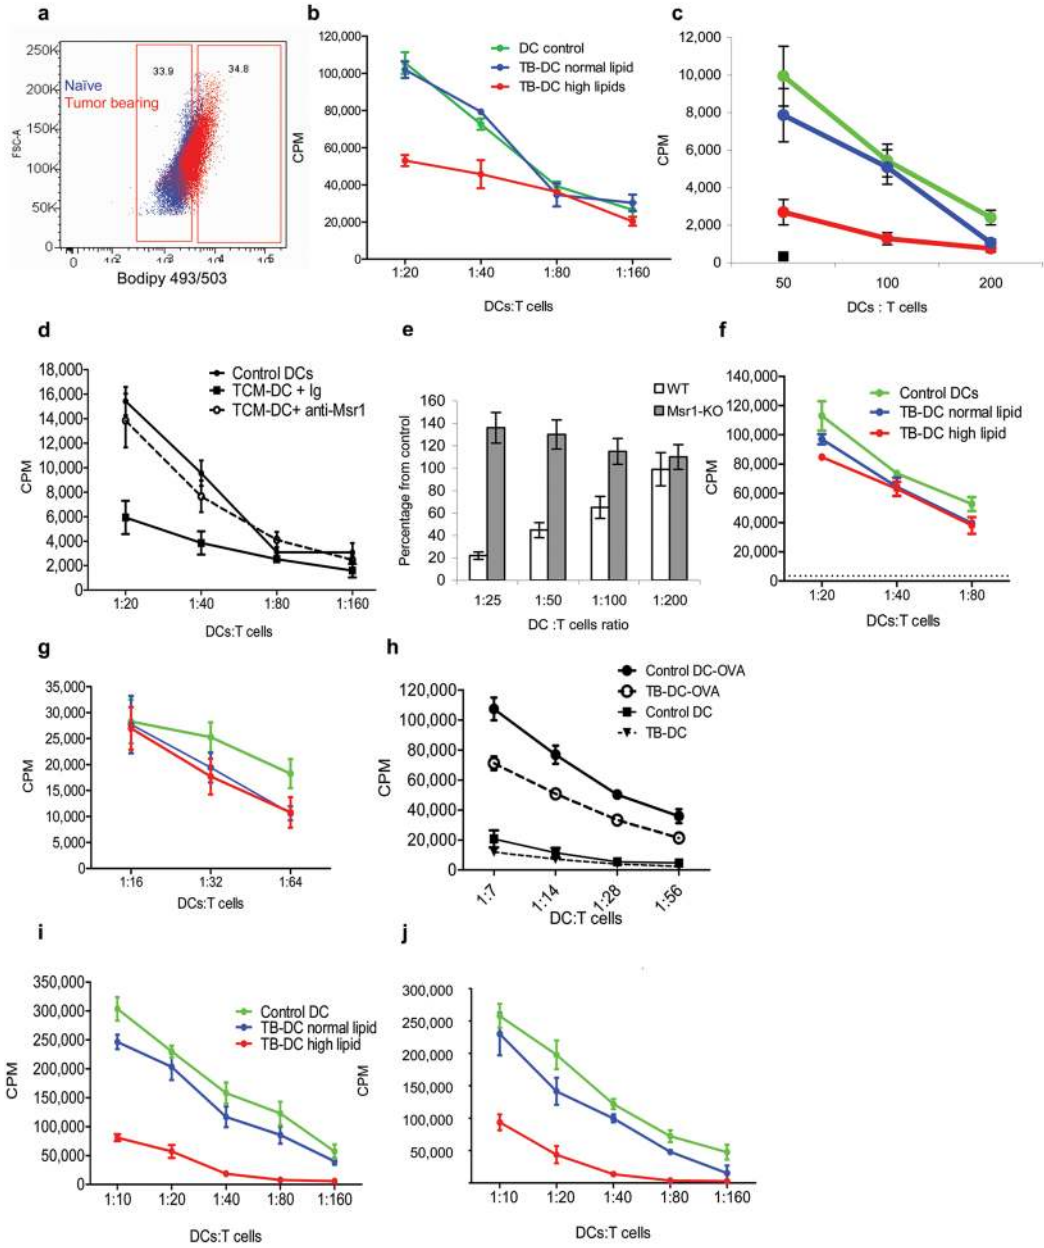 a
250K
200K
150K
100K
50K
0
FSC-A
33.9
34.8
Naïve
Tumor bearing
0
10²
10³
10⁴
10⁵
Bodipy 493/503
b
120,000
100,000
80,000
60,000
40,000
20,000
0
CPM
DC control
TB-DC normal lipid
TB-DC high lipids
1:20
1:40
1:80
1:160
DCs:T cells
c
12,000
10,000
8,000
6,000
4,000
2,000
0
CPM
50
100
200
DCs : T cells
d
18,000
16,000
14,000
12,000
10,000
8,000
6,000
4,000
2,000
0
CPM
Control DCs
TCM-DC + Ig
TCM-DC+ anti-Msr1
1:20
1:40
1:80
1:160
DCs:T cells
e
WT
Msr1-KO
160
140
120
100
80
60
40
20
0
Percentage from control
1:25
1:50
1:100
1:200
DC :T cells ratio
f
140,000
120,000
100,000
80,000
60,000
40,000
20,000
0
CPM
Control DCs
TB-DC normal lipid
TB-DC high lipid
1:20
1:40
1:80
DCs:T cells
g
35,000
30,000
25,000
20,000
15,000
10,000
5,000
0
CPM
1:16
1:32
1:64
DCs:T cells
h
Control DC-OVA
TB-DC-OVA
Control DC
TB-DC
120,000
100,000
80,000
60,000
40,000
20,000
0
CPM
1:7
1:14
1:28
1:56
DC:T cells
i
350,000
300,000
250,000
200,000
150,000
100,000
50,000
0
CPM
Control DC
TB-DC normal lipid
TB-DC high lipid
1:10
1:20
1:40
1:80
1:160
DCs:T cells
j
300,000
250,000
200,000
150,000
100,000
50,000
CPM
1:10
1:20
1:40
1:80
1:160
DCs:T cells